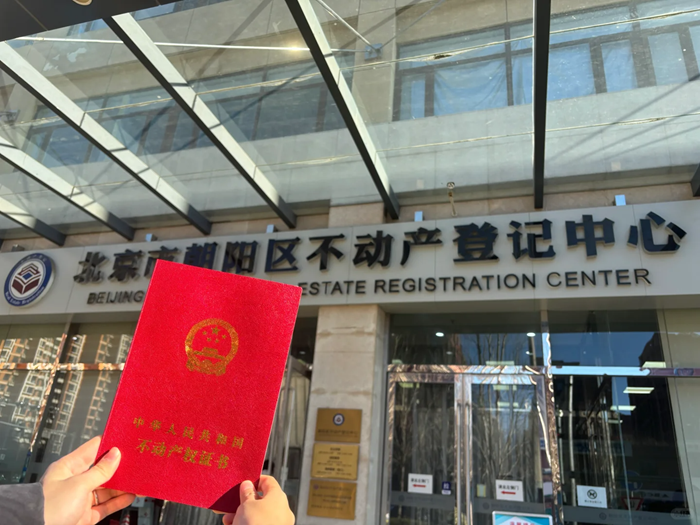 北京市朝阳区不动产登记中心
BEIJING ESTATE REGISTRATION CENTER
中华人民共和国
不动产权证书